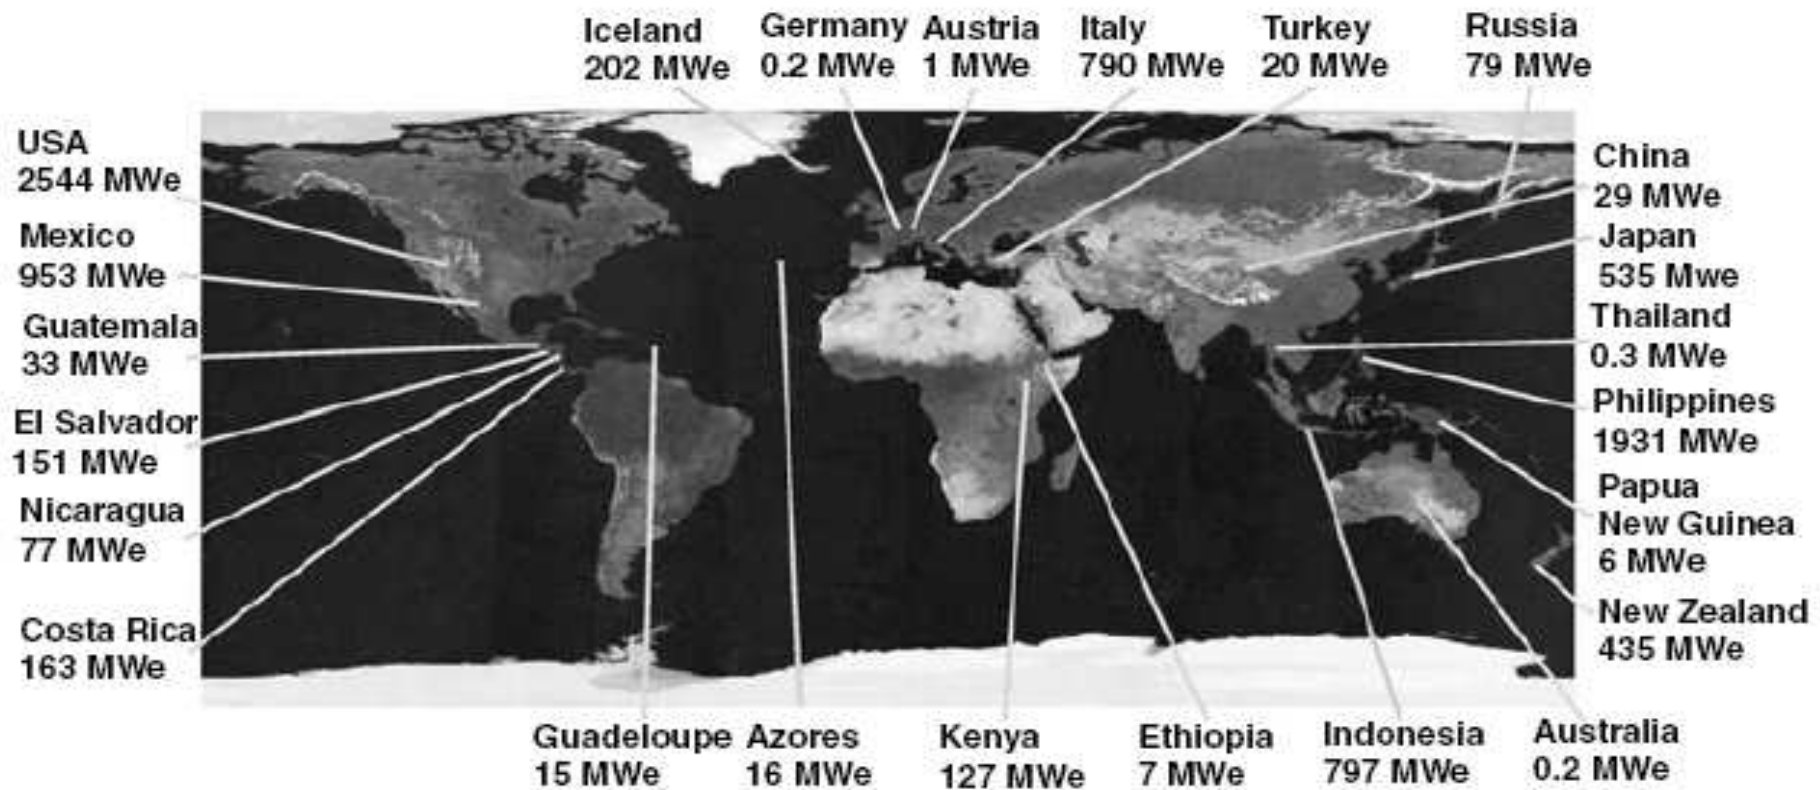 Iceland
202 MWe
Germany
0.2 MWe
Austria
1 MWe
Italy
790 MWe
Turkey
20 MWe
Russia
79 MWe
USA
2544 MWe
Mexico
953 MWe
Guatemala
33 MWe
El Salvador
151 MWe
Nicaragua
77 MWe
Costa Rica
163 MWe
China
29 MWe
Japan
535 Mwe
Thailand
0.3 MWe
Philippines
1931 MWe
Papua
New Guinea
6 MWe
New Zealand
435 MWe
Guadeloupe
15 MWe
Azores
16 MWe
Kenya
127 MWe
Ethiopia
7 MWe
Indonesia
797 MWe
Australia
0.2 MWe